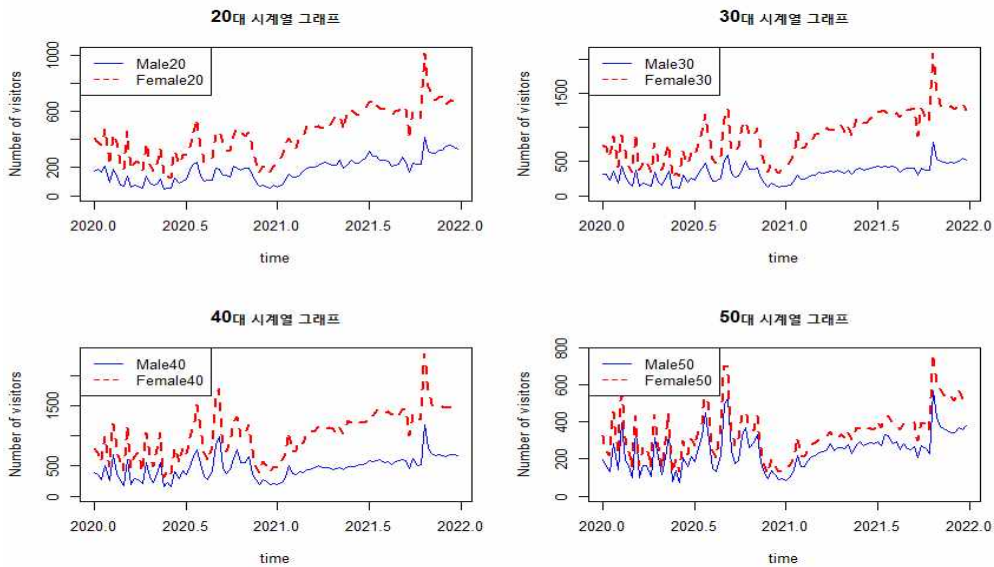 20대 시계열 그래프
Number of visitors
1000
600
200
0
Male20
Female20
2020.0 2020.5 2021.0 2021.5 2022.0
time
30대 시계열 그래프
Number of visitors
1500
500
0
Male30
Female30
2020.0 2020.5 2021.0 2021.5 2022.0
time
40대 시계열 그래프
Number of visitors
1500
500
0
Male40
Female40
2020.0 2020.5 2021.0 2021.5 2022.0
time
50대 시계열 그래프
Number of visitors
800
600
400
200
0
Male50
Female50
2020.0 2020.5 2021.0 2021.5 2022.0
time